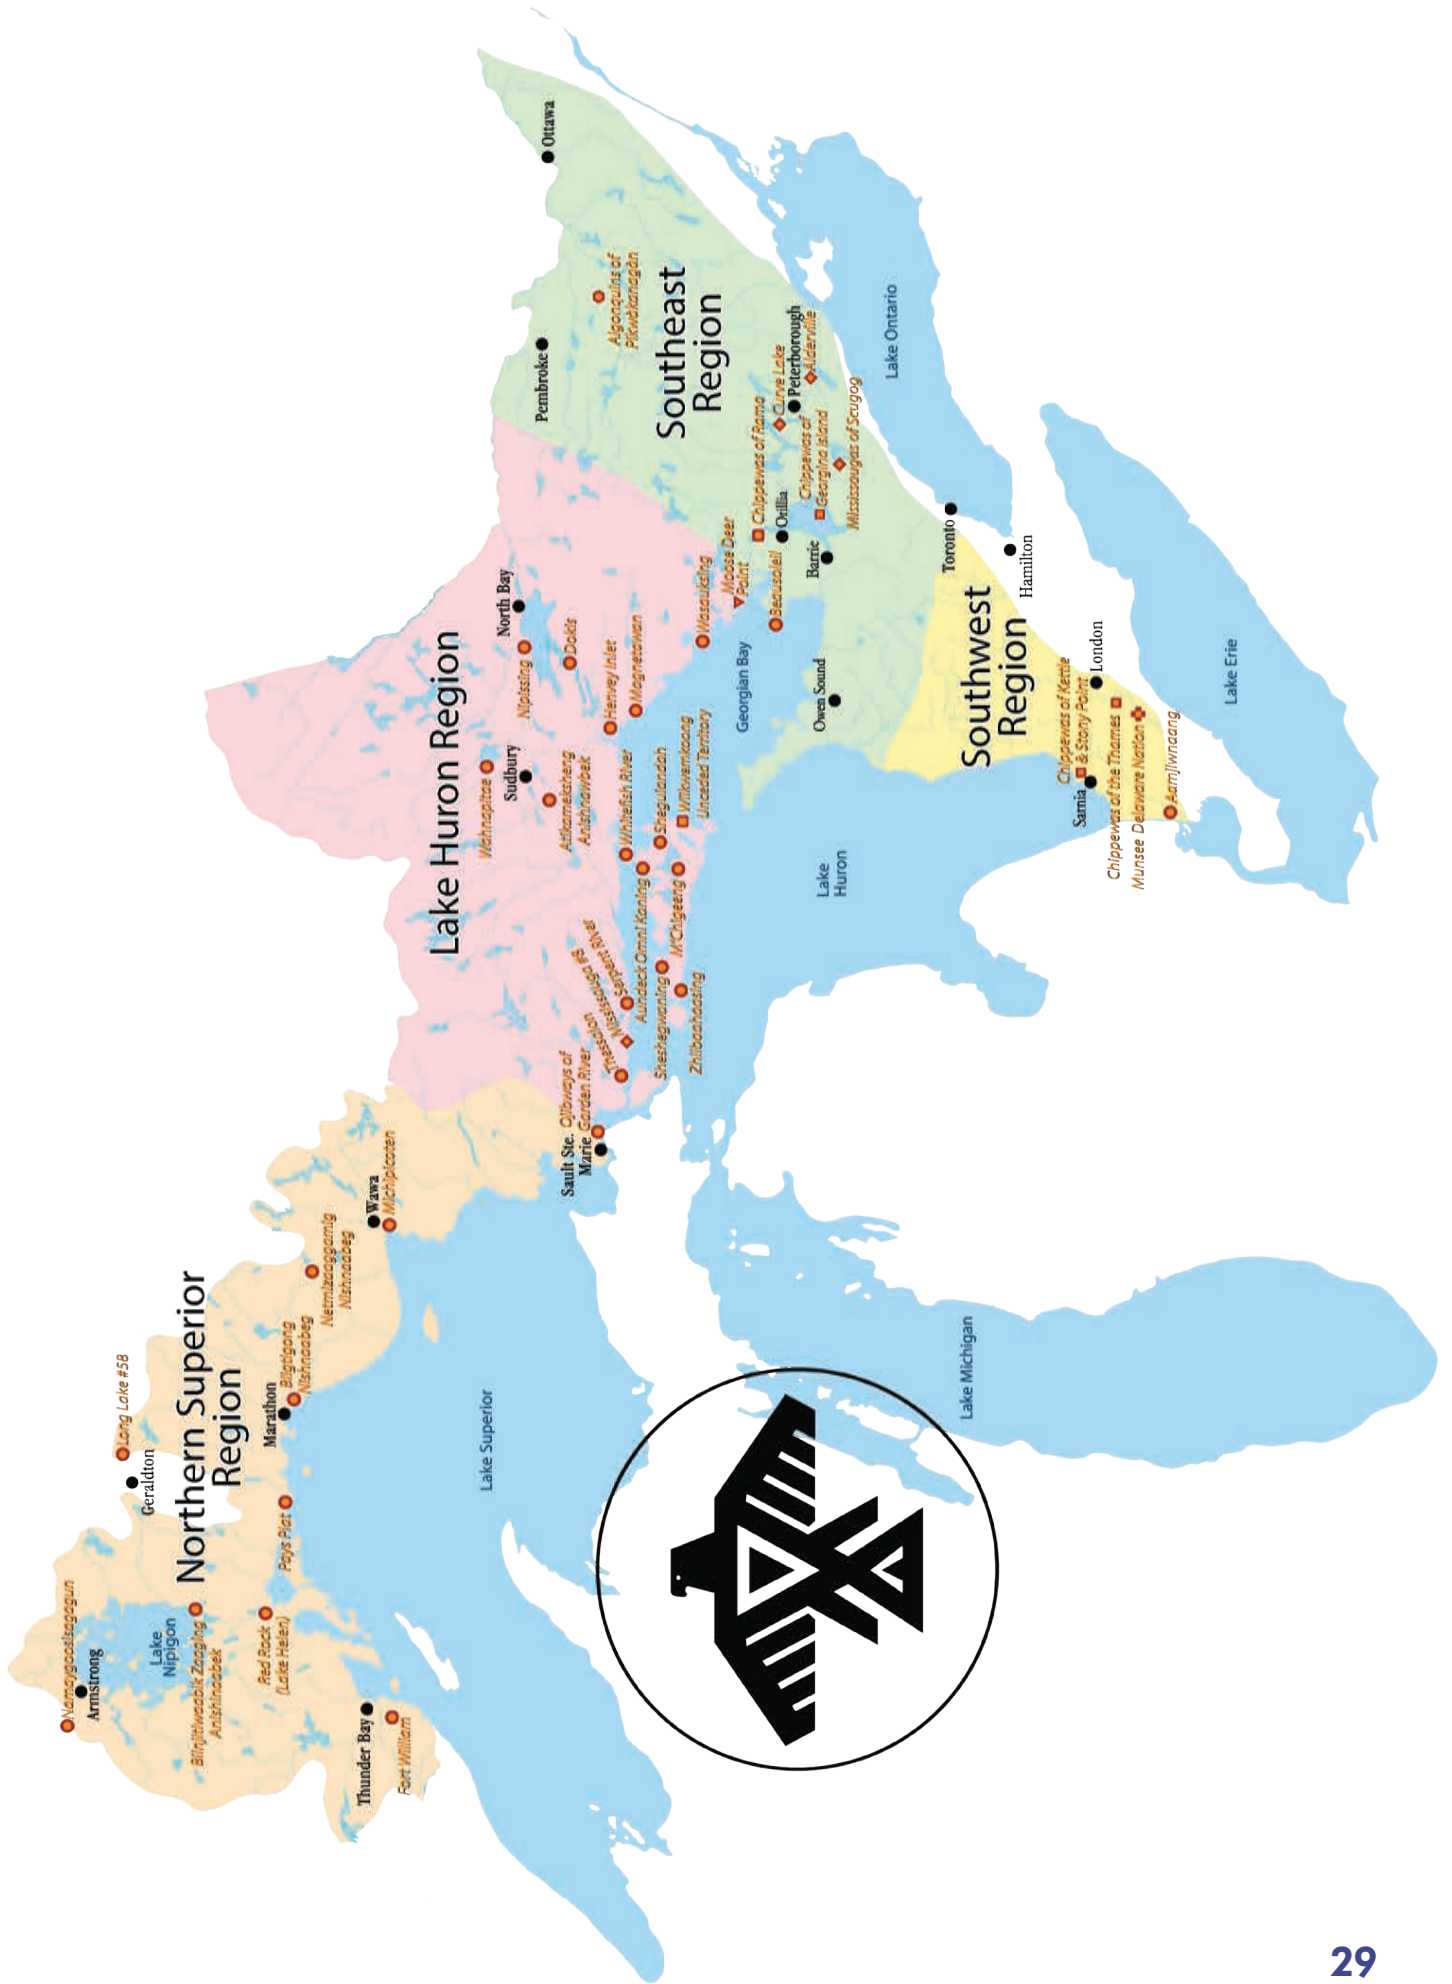 Northern Superior
Region
Lake Huron Region
Southeast
Region
Southwest
Region
Namaygoosisagagun
Armstrong
Lake
Nipigon
Long Lake #58
Geraldton
Biinjitiwaabik Zaaging
Anishinaabek
Red Rock
(Lake Helen)
Pays Plat
Marathon
Biigtigong
Nishnaabeg
Netmizaaggamig
Nishnaabeg
Wawa
Michipicoten
Thunder Bay
Fort William
Lake Superior
Sault Ste.
Marie
Ojibways of
Garden River
Thessalon
Mississauga #8
Serpent River
Aundeck Omni Kaning
Sheshegwaning
M'Chigeeng
Zhiibaahaasing
Wahnapitae
Sudbury
Atikameksheng
Anishnawbek
Whitefish River
Sheguiandah
Wiikwemkoong
Unceded Territory
North Bay
Nipissing
Dokis
Henvey Inlet
Magnetawan
Wasauksing
Moose Deer
Point
Georgian Bay
Pembroke
Ottawa
Algonquins of
Pikwakanagàn
Chippewas of Rama
Curve Lake
Peterborough
Alderville
Chippewas of
Georgina Island
Mississaugas of Scugog
Beausoleil
Orillia
Barrie
Owen Sound
Toronto
Hamilton
London
Chippewas of Kettle
& Stony Point
Sarnia
Chippewas of the Thames
Munsee Delaware Nation
Aamjiwnaang
Lake
Huron
Lake Ontario
Lake Erie
Lake Michigan
29